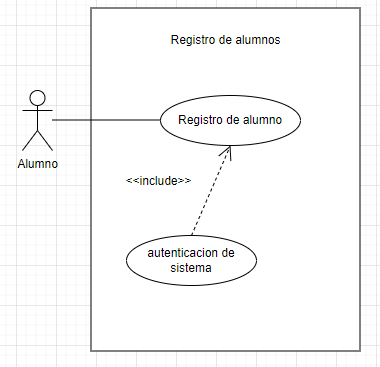 Registro de alumnos
Registro de alumno
Alumno
<<include>>
autenticacion de
sistema